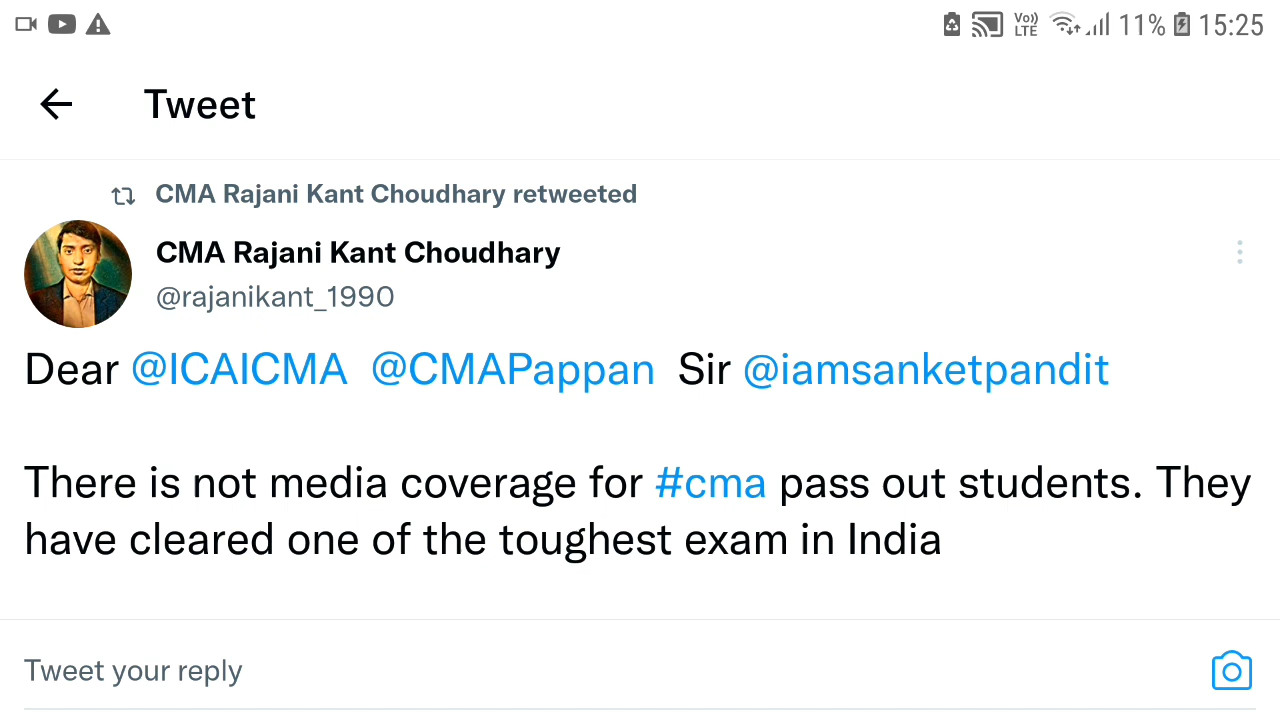 Vo)) LTE 11% 15:25
Tweet
CMA Rajani Kant Choudhary retweeted
CMA Rajani Kant Choudhary
@rajanikant_1990
Dear @ICAICMA @CMAPappan Sir @iamsanketpandit
There is not media coverage for #cma pass out students. They
have cleared one of the toughest exam in India
Tweet your reply